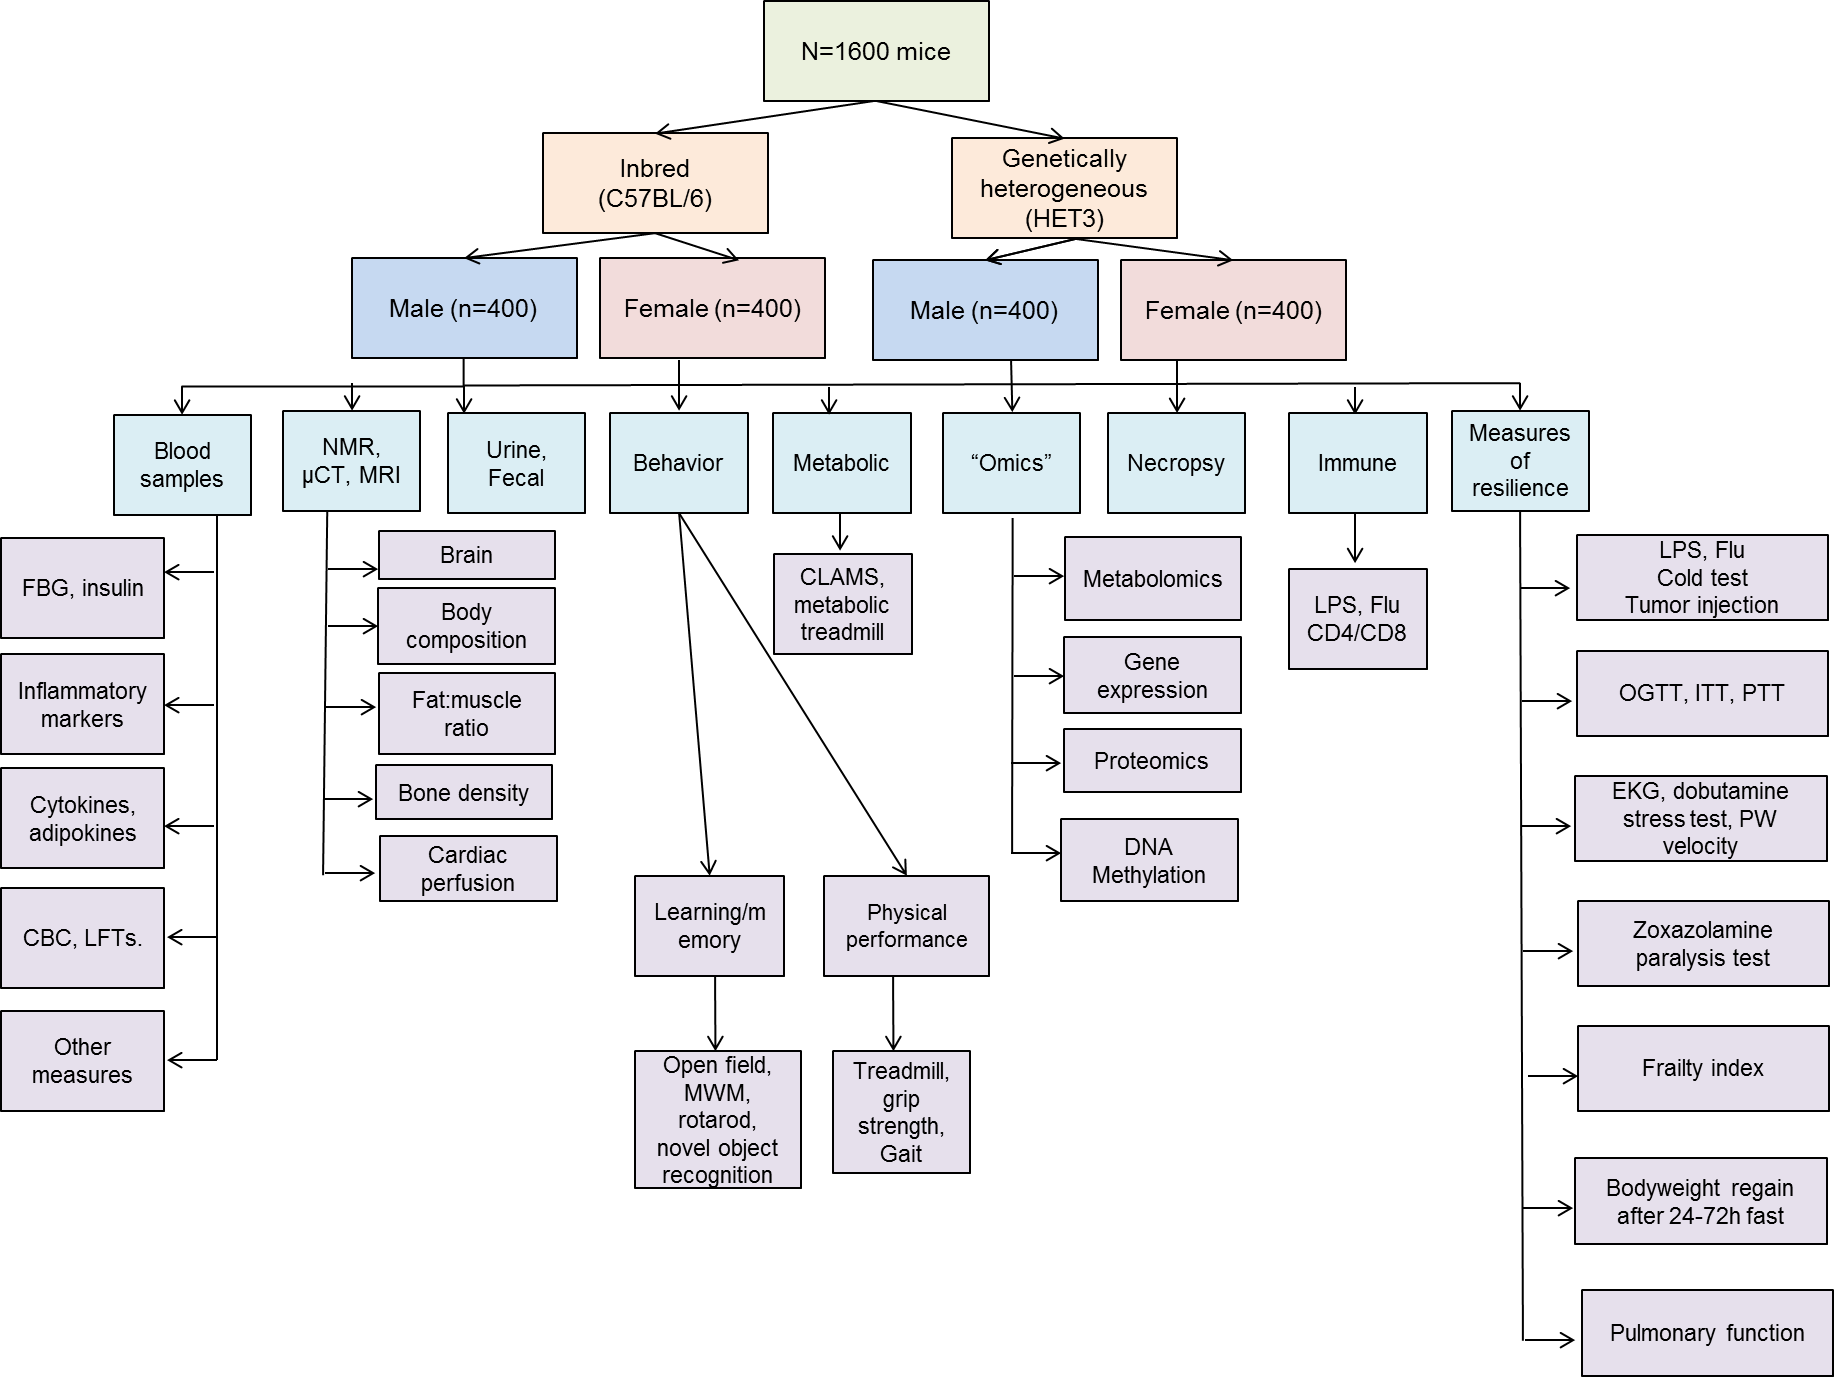 N=1600 mice
Inbred
(C57BL/6)
Genetically
heterogeneous
(HET3)
Male (n=400)
Female (n=400)
Male (n=400)
Female (n=400)
Blood
samples
NMR,
µCT, MRI
Urine,
Fecal
Behavior
Metabolic
“Omics”
Necropsy
Immune
Measures
of
resilience
FBG, insulin
Inflammatory
markers
Cytokines,
adipokines
CBC, LFTs.
Other
measures
Brain
Body
composition
Fat:muscle
ratio
Bone density
Cardiac
perfusion
Learning/m
emory
Physical
performance
Open field,
MWM,
rotarod,
novel object
recognition
Treadmill,
grip
strength,
Gait
CLAMS,
metabolic
treadmill
Metabolomics
Gene
expression
Proteomics
DNA
Methylation
LPS, Flu
CD4/CD8
LPS, Flu
Cold test
Tumor injection
OGTT, ITT, PTT
EKG, dobutamine
stress test, PW
velocity
Zoxazolamine
paralysis test
Frailty index
Bodyweight regain
after 24-72h fast
Pulmonary function